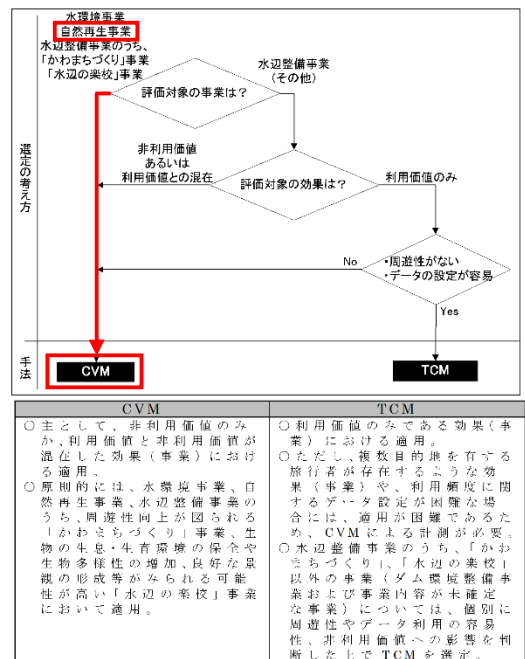 水環境事業
自然再生事業
水辺整備事業のうち、
「かわまちづくり」事業
「水辺の楽校」事業
水辺整備事業
（その他）
評価対象の事業は？
選定の考え方
非利用価値
あるいは
利用価値との混在
評価対象の効果は？
利用価値のみ
No
・周遊性がない
・データの設定が容易
Yes
手法
CVM
TCM
CVM
○主として、非利用価値のみ
か、利用価値と非利用価値が
混在した効果（事業）におけ
る適用。
○原則的には、水環境事業、自
然再生事業、水辺整備事業の
うち、周遊性向上が図られる
「かわまちづくり」事業、生
物の生息・生育環境の保全や
生物多様性の増加、良好な景
観の形成等がみられる可能
性が高い「水辺の楽校」事業
において適用。
TCM
○利用価値のみである効果（事
業）における適用。
○ただし、複数目的地を有する
旅行者が存在するような効
果（事業）や、利用頻度に関
するデータ設定が困難な場
合には、適用が困難であるた
め、CVMによる計測が必要。
○水辺整備事業のうち、「かわ
まちづくり」、「水辺の楽校」
以外の事業（ダム環境整備事
業および事業内容が未確定
な事業）については、個別に
周遊性やデータ利用の容易
性、非利用価値への影響を判
断した上でTCMを選定。